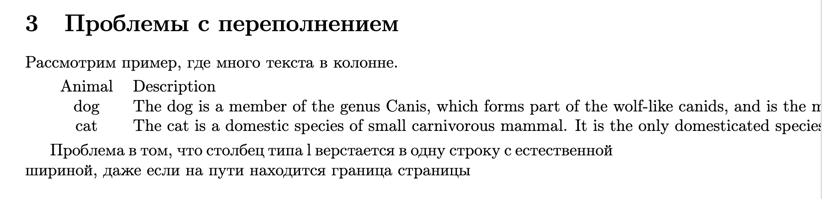 3 Проблемы с переполнением
Рассмотрим пример, где много текста в колонне.
Animal Description
dog The dog is a member of the genus Canis, which forms part of the wolf-like canids, and is the
cat The cat is a domestic species of small carnivorous mammal. It is the only domesticated species
Проблема в том, что столбец типа l верстается в одну строку с естественной
шириной, даже если на пути находится граница страницы